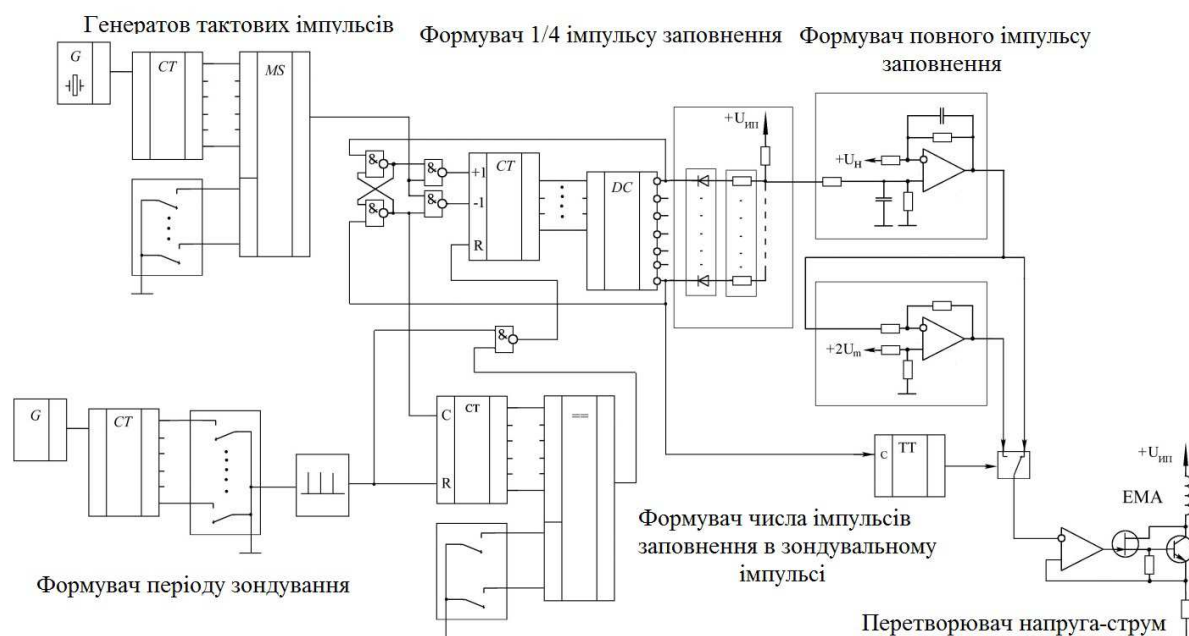 Генератов тактових імпульсів
Формувач 1/4 імпульсу заповнення
Формувач повного імпульсу
заповнення
G
CT
MS
&
&
&
&
+1
-1
R
CT
DC
+Uип
+Uн
+2Um
&
G
CT
C
R
CT
==
C
TT
+Uип
EMA
Формувач числа імпульсів
заповнення в зондувальному
імпульсі
Формувач періоду зондування
Перетворювач напруга-струм